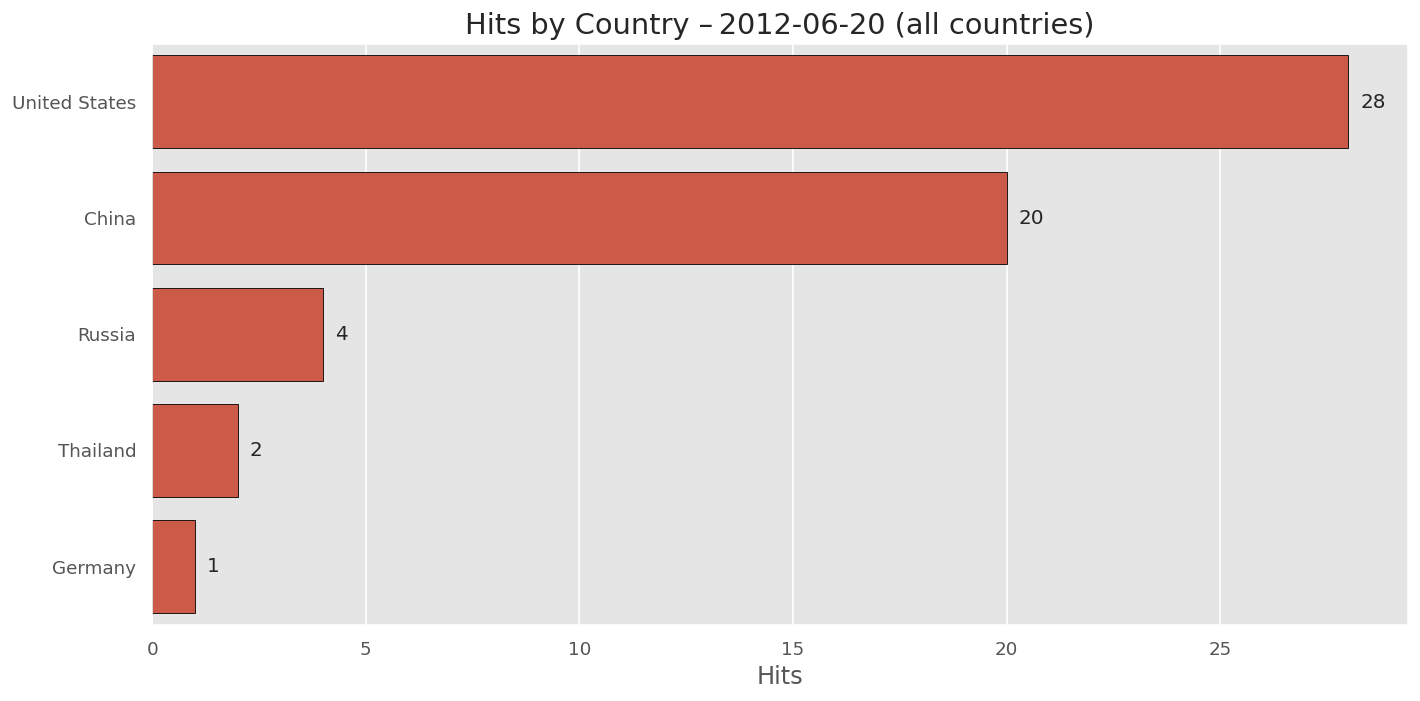 Hits by Country – 2012-06-20 (all countries)
United States
28
China
20
Russia
4
Thailand
2
Germany
1
0 5 10 15 20 25
Hits